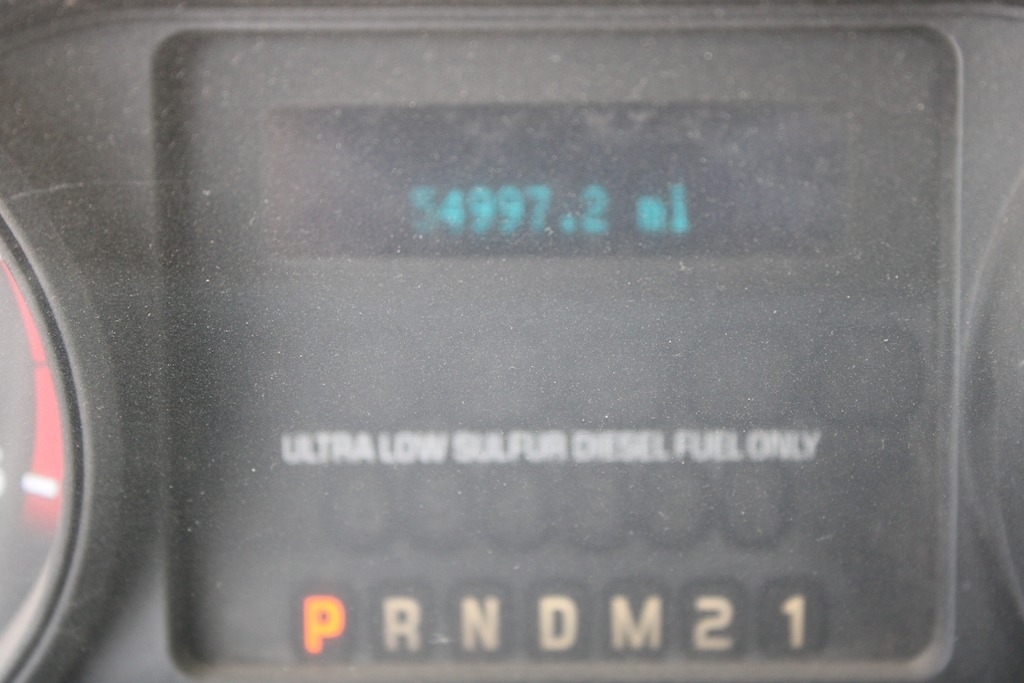 54997.2 mi
ULTRA LOW SULFUR DIESEL FUEL ONLY
P R N D M 2 1